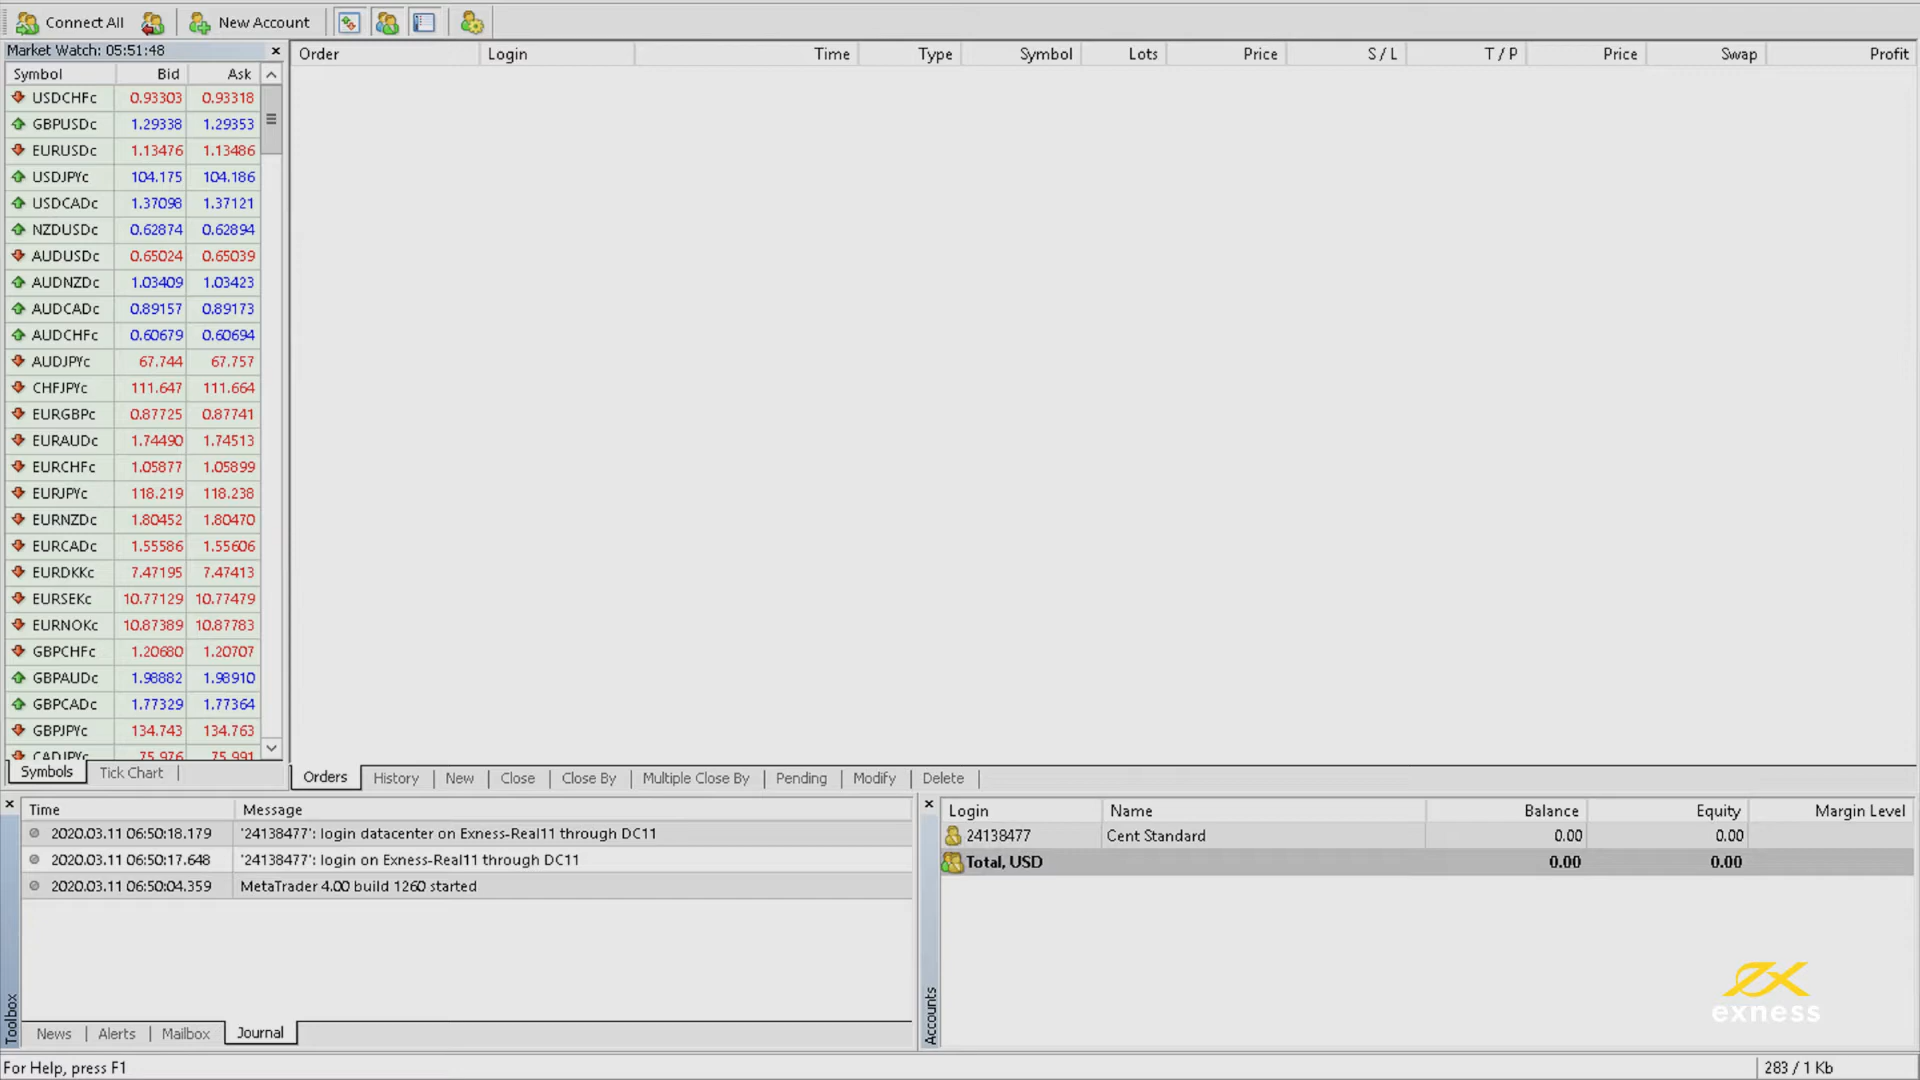 Connect All New Account
Market Watch: 05:51:48
Symbol Bid Ask
USDCHFc 0.93303 0.93318
GBPUSDc 1.29338 1.29353
EURUSDc 1.13476 1.13486
USDJPYc 104.175 104.186
USDCADc 1.37098 1.37121
NZDUSDc 0.62874 0.62894
AUDUSDc 0.65024 0.65039
AUDNZDc 1.03409 1.03423
AUDCADc 0.89157 0.89173
AUDCHFc 0.60679 0.60694
AUDJPYc 67.744 67.757
CHFJPYc 111.647 111.664
EURGBPc 0.87725 0.87741
EURAUDc 1.74490 1.74513
EURCHFc 1.05877 1.05899
EURJPYc 118.219 118.238
EURNZDc 1.80452 1.80470
EURCADc 1.55586 1.55606
EURDKKc 7.47195 7.47413
EURSEKc 10.77129 10.77479
EURNOKc 10.87389 10.87783
GBPCHFc 1.20680 1.20707
GBPAUDc 1.98882 1.98910
GBPCADc 1.77329 1.77364
GBPJPYc 134.743 134.763
CADJPYc 75.976 75.991
Symbols Tick Chart
Order Login Time Type Symbol Lots Price S / L T / P Price Swap Profit
Orders History New Close Close By Multiple Close By Pending Modify Delete
Time Message
2020.03.11 06:50:18.179 '24138477': login datacenter on Exness-Real11 through DC11
2020.03.11 06:50:17.648 '24138477': login on Exness-Real11 through DC11
2020.03.11 06:50:04.359 MetaTrader 4.00 build 1260 started
Toolbox
News Alerts Mailbox Journal
Login Name Balance Equity Margin Level
24138477 Cent Standard 0.00 0.00
Total, USD 0.00 0.00
Accounts
exness
For Help, press F1
283 / 1 Kb